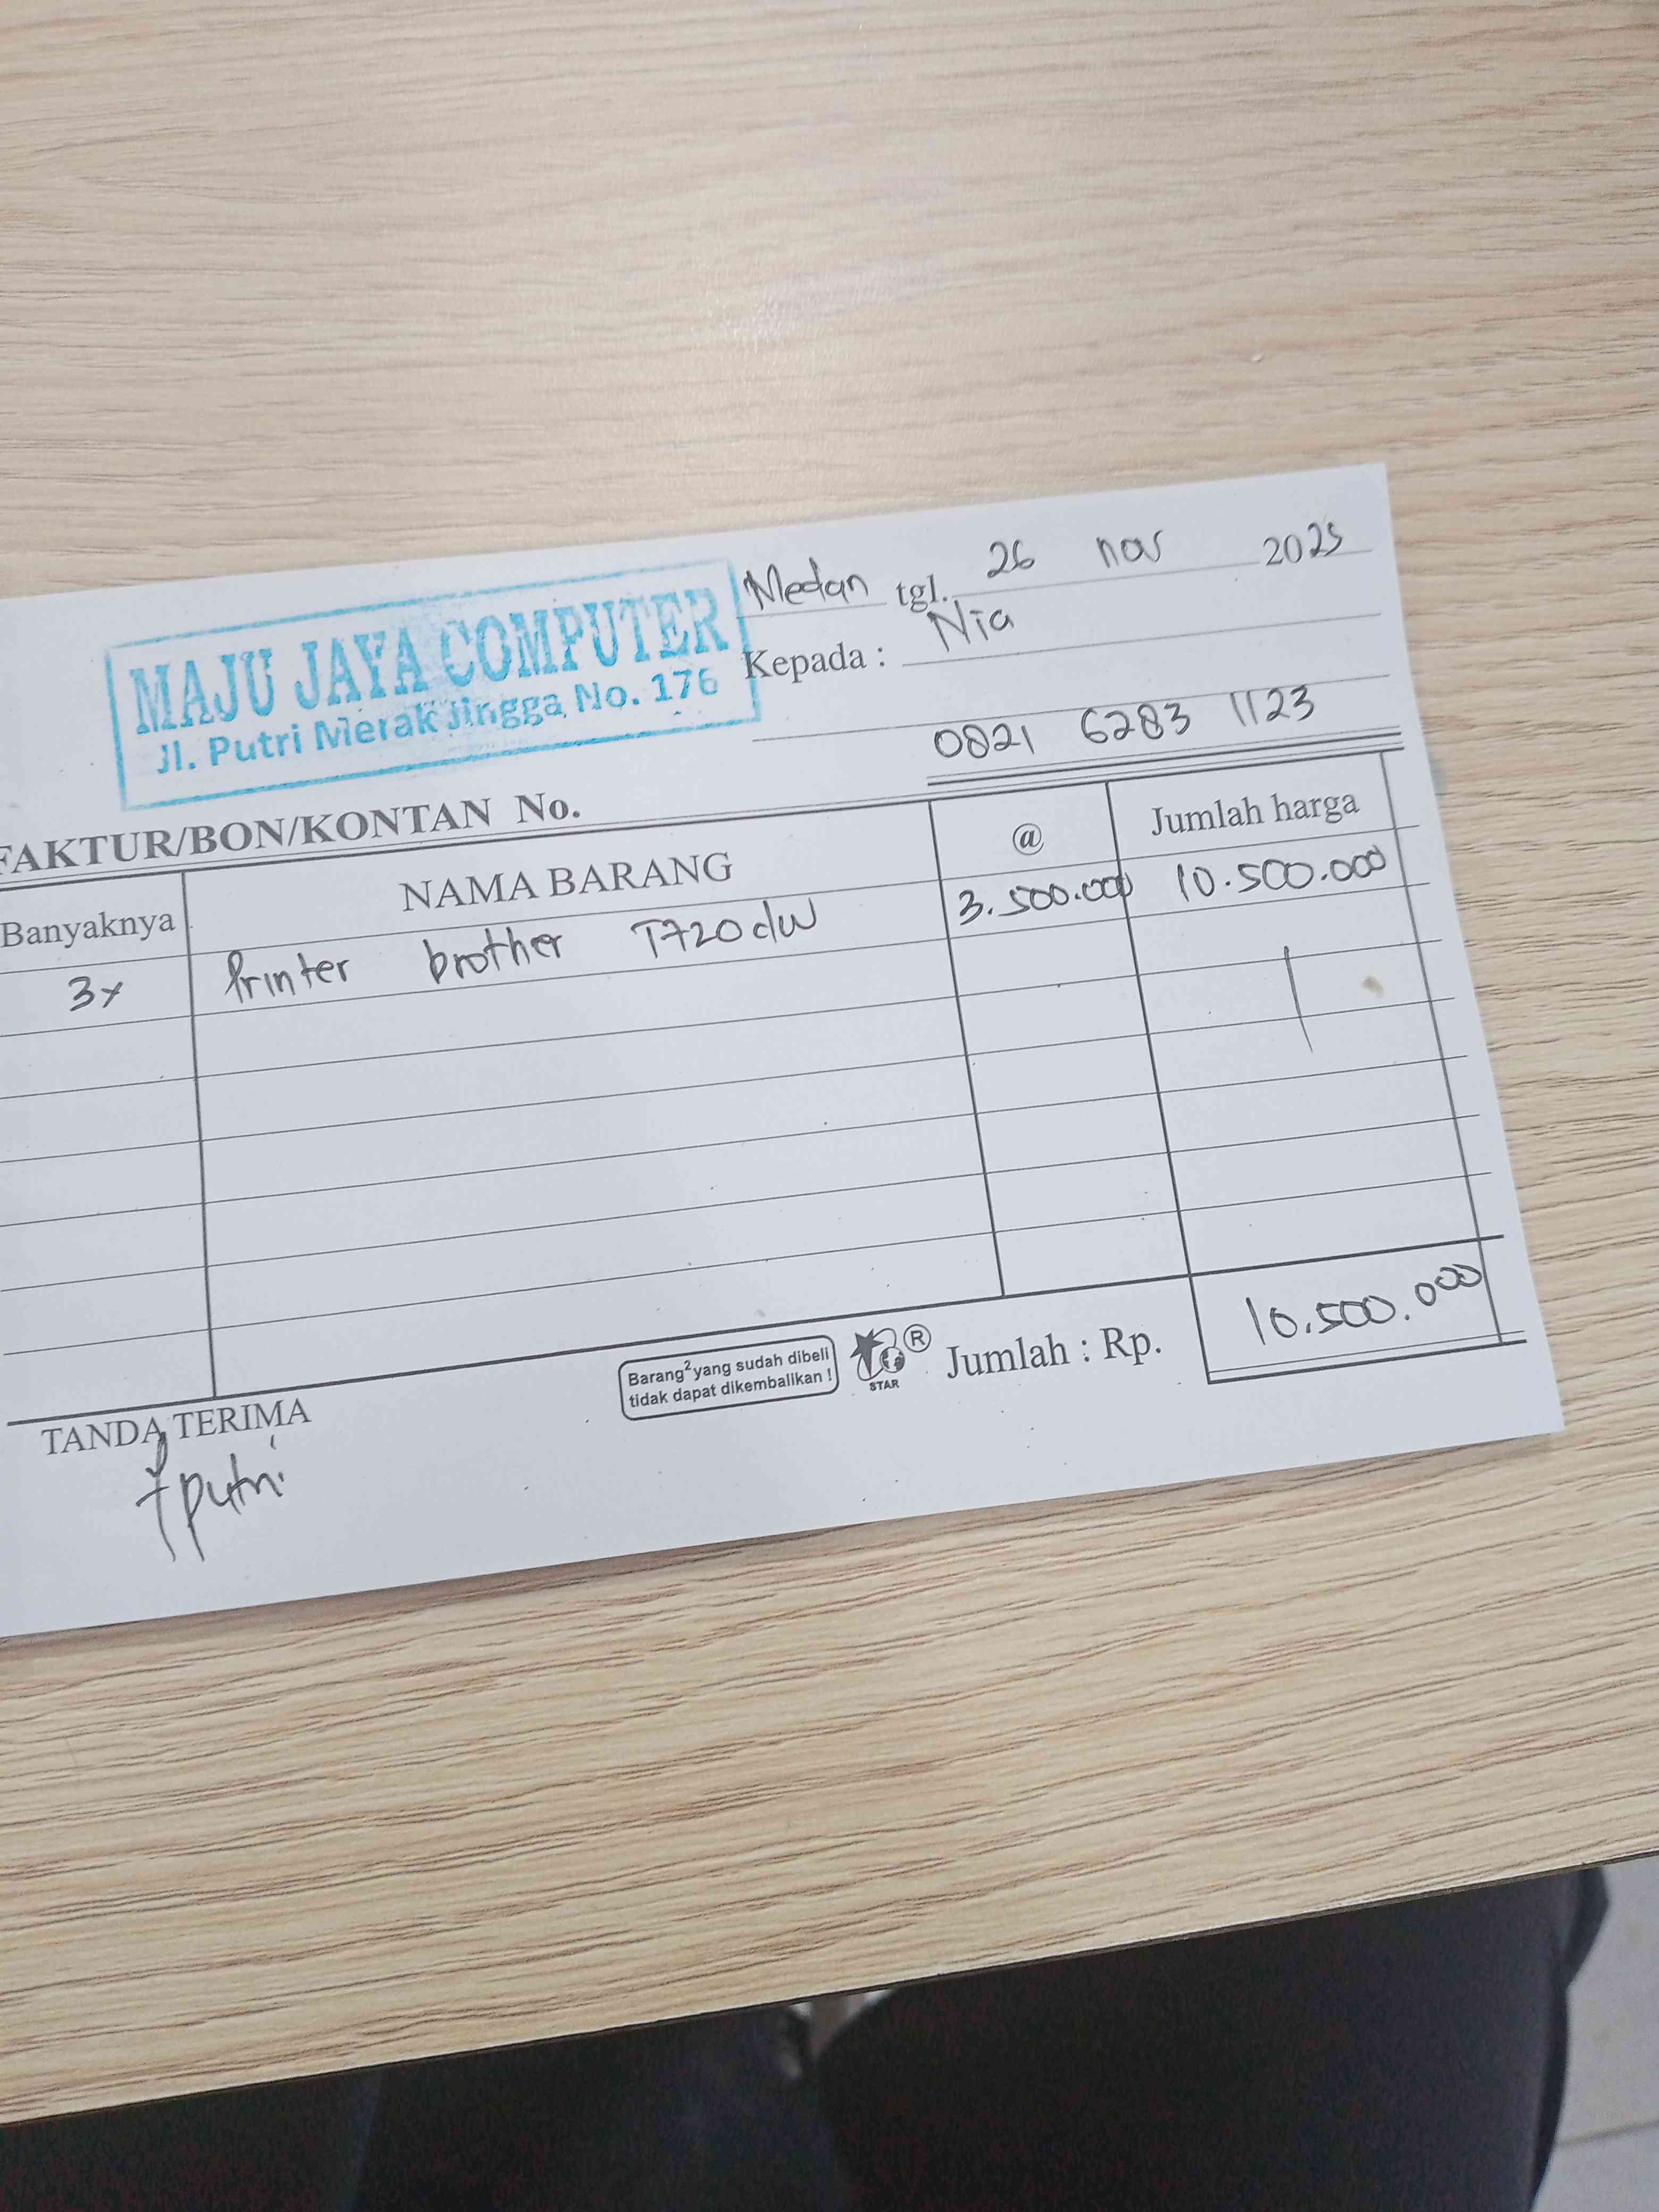 MAJU JAYA COMPUTER
Jl. Putri Merak Jingga No. 176
Medan tgl. 26 nov 2025
Kepada : Nia
0821 6283 1123
FAKTUR/BON/KONTAN No.
Banyaknya NAMA BARANG @ Jumlah harga
3x Printer brother T720dw 3.500.000 10.500.000
Barang² yang sudah dibeli
tidak dapat dikembalikan !
STAR ® Jumlah : Rp. 10.500.000
TANDA TERIMA
putri